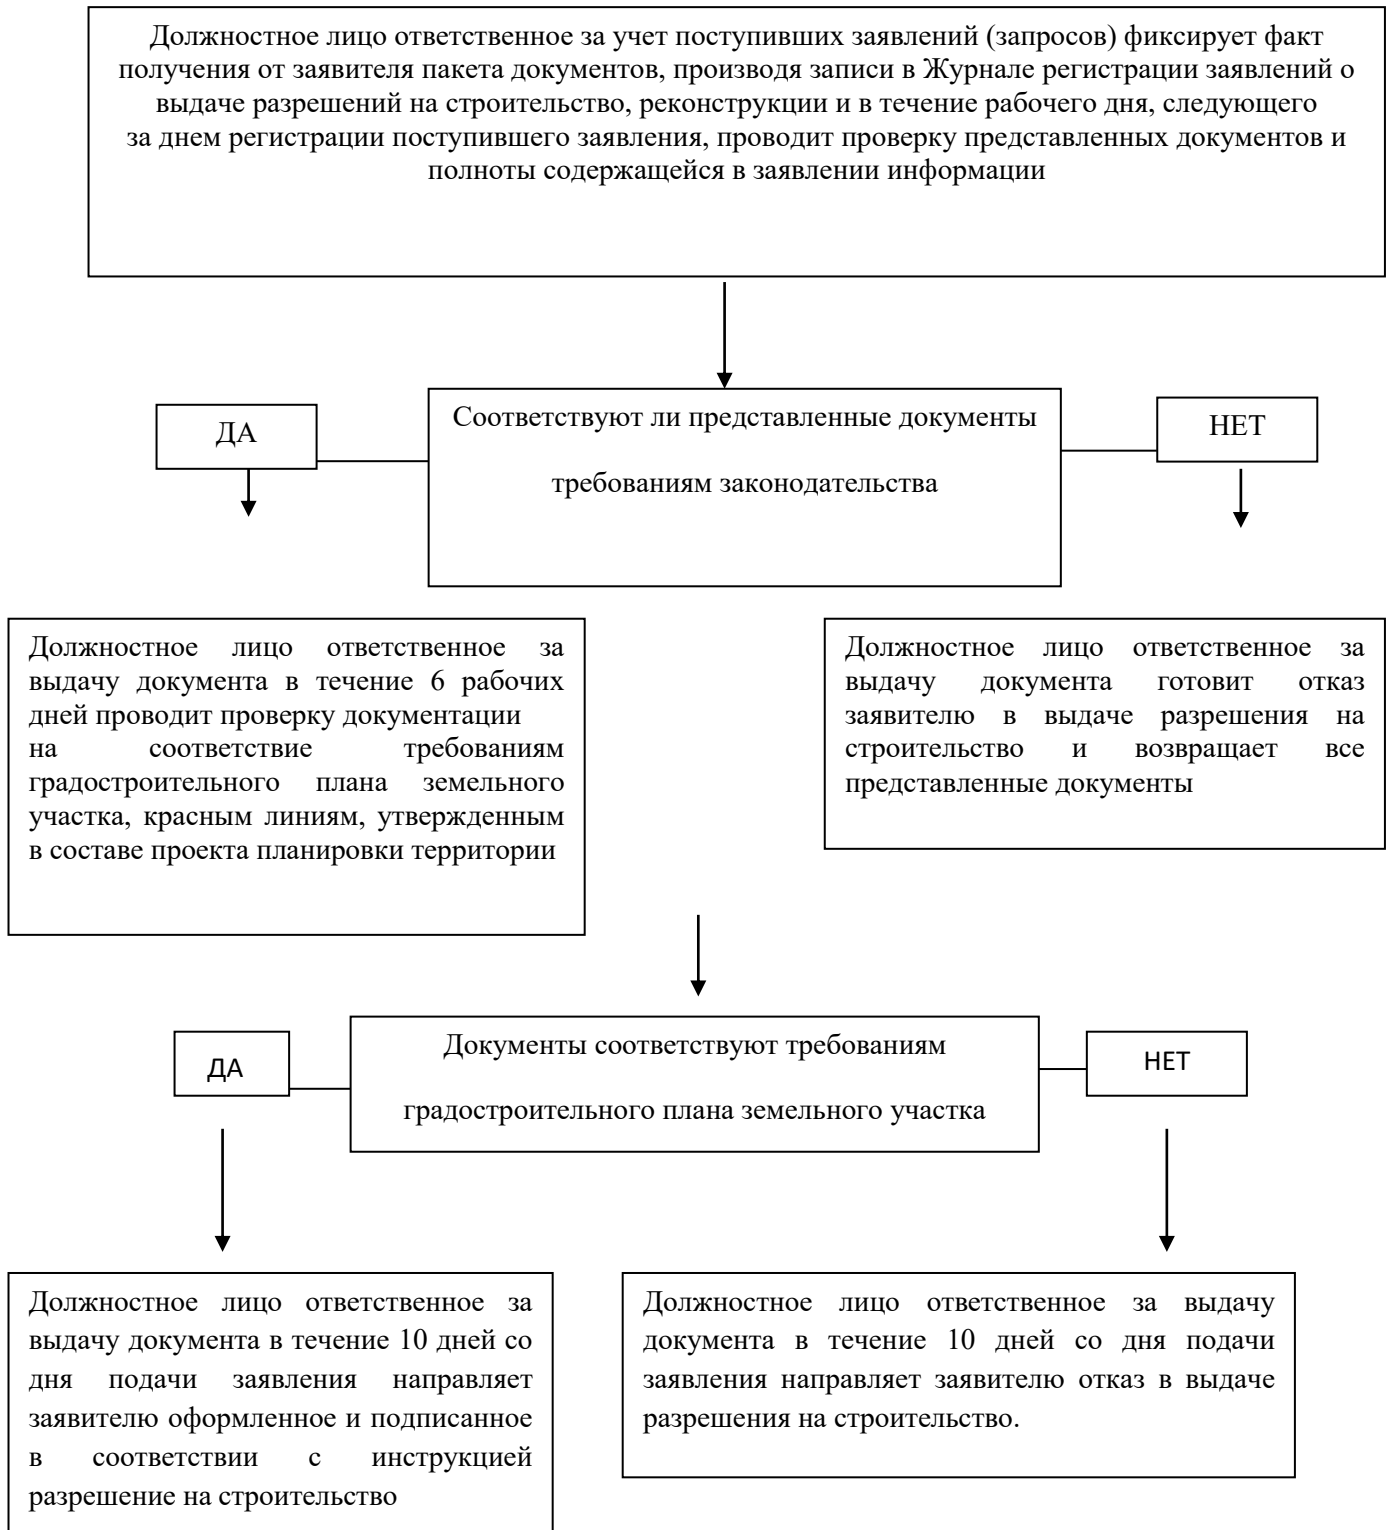 Должностное лицо ответственное за учет поступивших заявлений (запросов) фиксирует факт
получения от заявителя пакета документов, производя записи в Журнале регистрации заявлений о
выдаче разрешений на строительство, реконструкции и в течение рабочего дня, следующего
за днем регистрации поступившего заявления, проводит проверку представленных документов и
полноты содержащейся в заявлении информации
ДА
Соответствуют ли представленные документы
требованиям законодательства
НЕТ
Должностное лицо ответственное за
выдачу документа в течение 6 рабочих
дней проводит проверку документации
на соответствие требованиям
градостроительного плана земельного
участка, красным линиям, утвержденным
в составе проекта планировки территории
Должностное лицо ответственное за
выдачу документа готовит отказ
заявителю в выдаче разрешения на
строительство и возвращает все
представленные документы
ДА
Документы соответствуют требованиям
градостроительного плана земельного участка
НЕТ
Должностное лицо ответственное за
выдачу документа в течение 10 дней со
дня подачи заявления направляет
заявителю оформленное и подписанное
в соответствии с инструкцией
разрешение на строительство
Должностное лицо ответственное за выдачу
документа в течение 10 дней со дня подачи
заявления направляет заявителю отказ в выдаче
разрешения на строительство.